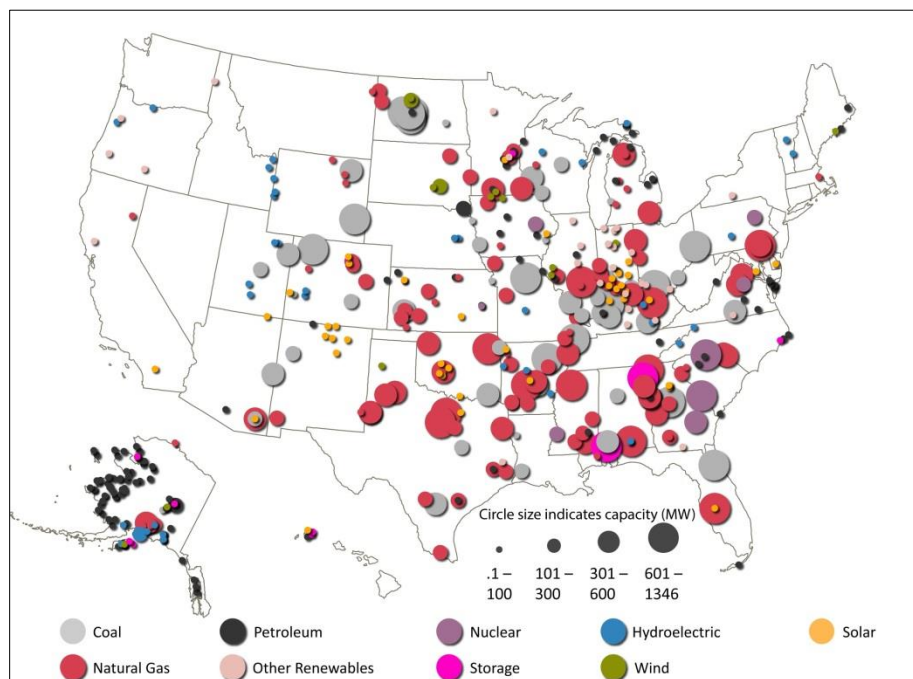 Circle size indicates capacity (MW)
.1 – 101 – 301 – 601 –
100 300 600 1346
Coal Petroleum Nuclear Hydroelectric Solar
Natural Gas Other Renewables Storage Wind